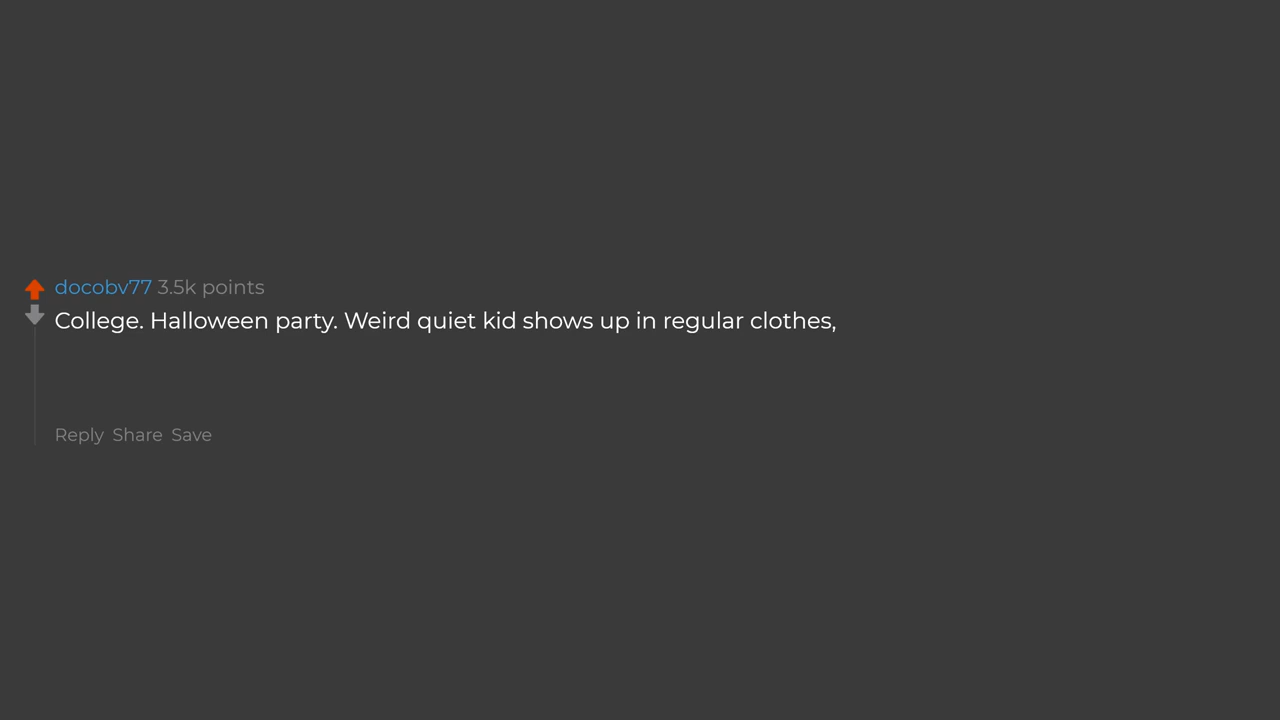 docobv77 3.5k points
College. Halloween party. Weird quiet kid shows up in regular clothes,
Reply Share Save